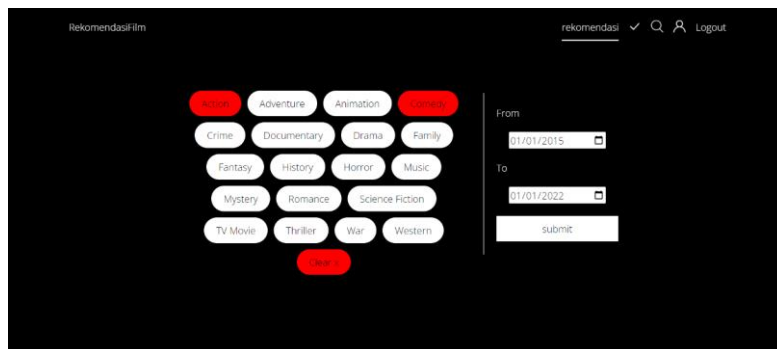 RekomendasiFilm rekomendasi Logout
Action Adventure Animation Comedy
Crime Documentary Drama Family
Fantasy History Horror Music
Mystery Romance Science Fiction
TV Movie Thriller War Western
Clear x
From
01/01/2015
To
01/01/2022
submit